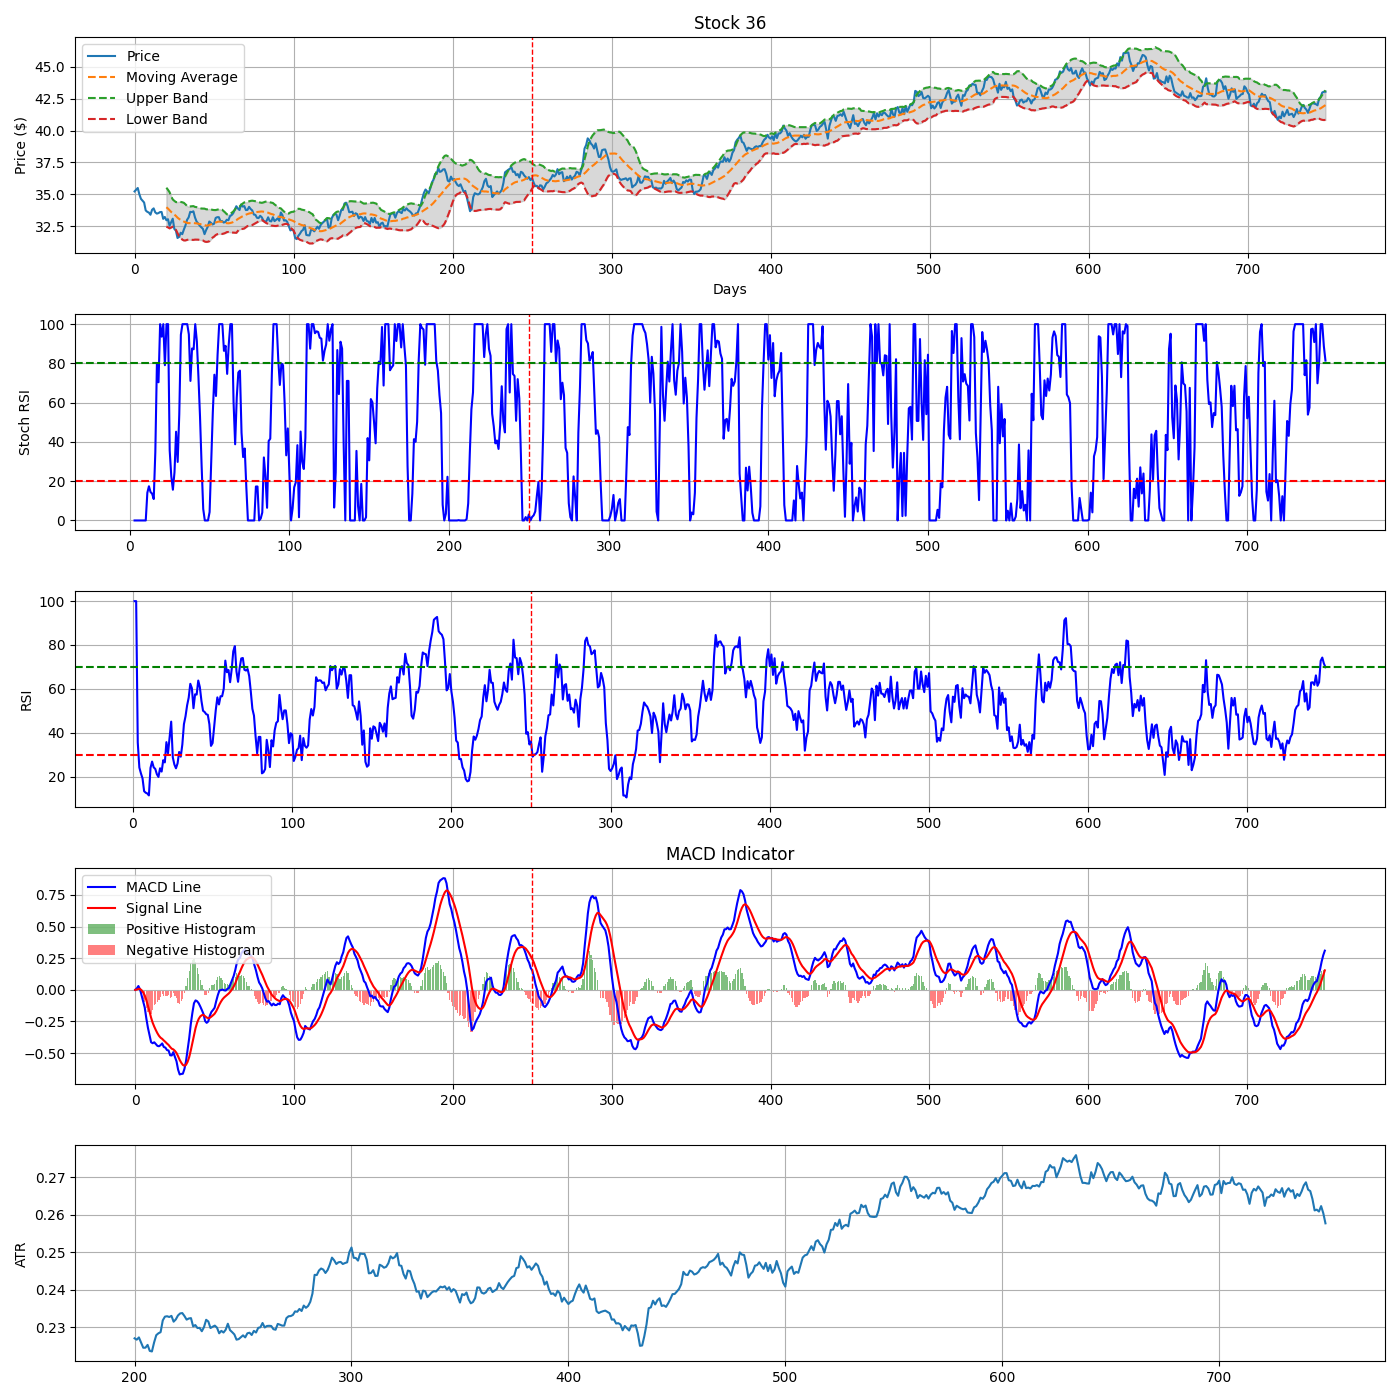 Stock 36
Price ($)
45.0
42.5
40.0
37.5
35.0
32.5
Price
Moving Average
Upper Band
Lower Band
0 100 200 300 400 500 600 700
Days
Stoch RSI
100
80
60
40
20
0
0 100 200 300 400 500 600 700
RSI
100
80
60
40
20
0 100 200 300 400 500 600 700
MACD Indicator
0.75
0.50
0.25
0.00
−0.25
−0.50
MACD Line
Signal Line
Positive Histogram
Negative Histogram
0 100 200 300 400 500 600 700
ATR
0.27
0.26
0.25
0.24
0.23
200 300 400 500 600 700